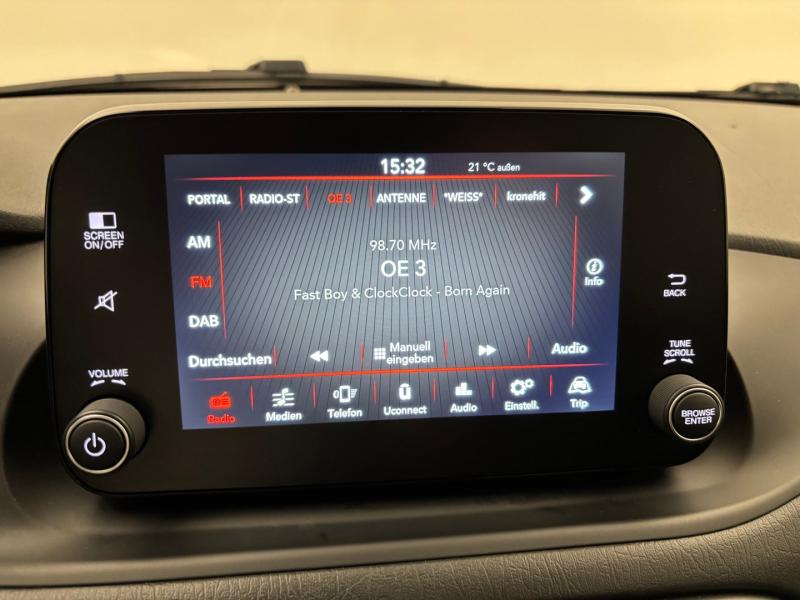 15:32 21 °C außen
PORTAL RADIO-ST OE 3 ANTENNE *WEISS* kronehit
SCREEN
ON/OFF
AM
98.70 MHz
OE 3
FM
Info
Fast Boy & ClockClock - Born Again
BACK
DAB
Durchsuchen
Manuell
eingeben
Audio
TUNE
SCROLL
VOLUME
Radio Medien Telefon Uconnect Audio Einstell. Trip
BROWSE
ENTER